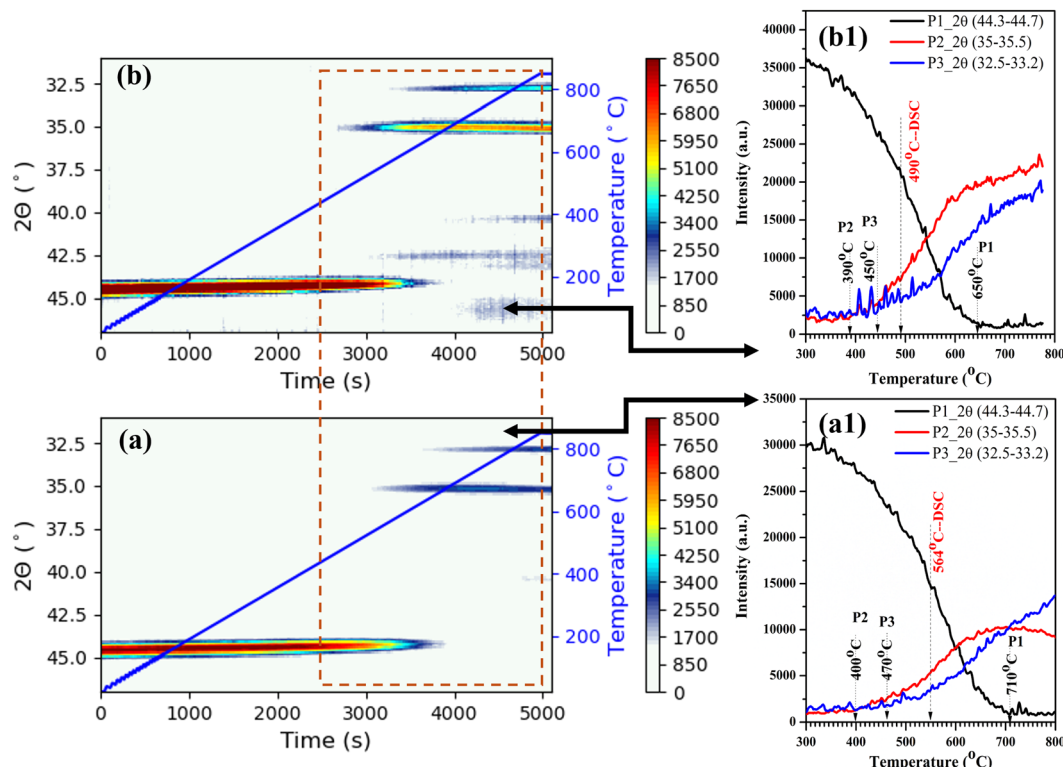 (b)
32.5
35.0
37.5
40.0
42.5
45.0
2Θ (°)
0 1000 2000 3000 4000 5000
Time (s)
800
600
400
200
Temperature (°C)
8500
7650
6800
5950
5100
4250
3400
2550
1700
850
0
(b1)
P1_2θ (44.3-44.7)
P2_2θ (35-35.5)
P3_2θ (32.5-33.2)
40000
35000
30000
25000
20000
15000
10000
5000
0
Intensity (a.u.)
490°C--DSC
P2
390°C
P3
450°C
P1
650°C
300 400 500 600 700 800
Temperature (°C)
(a)
32.5
35.0
37.5
40.0
42.5
45.0
2Θ (°)
0 1000 2000 3000 4000 5000
Time (s)
800
600
400
200
Temperature (°C)
8500
7650
6800
5950
5100
4250
3400
2550
1700
850
0
(a1)
P1_2θ (44.3-44.7)
P2_2θ (35-35.5)
P3_2θ (32.5-33.2)
35000
30000
25000
20000
15000
10000
5000
0
Intensity (a.u.)
564°C--DSC
P2
400°C
P3
470°C
P1
710°C
300 400 500 600 700 800
Temperature (°C)